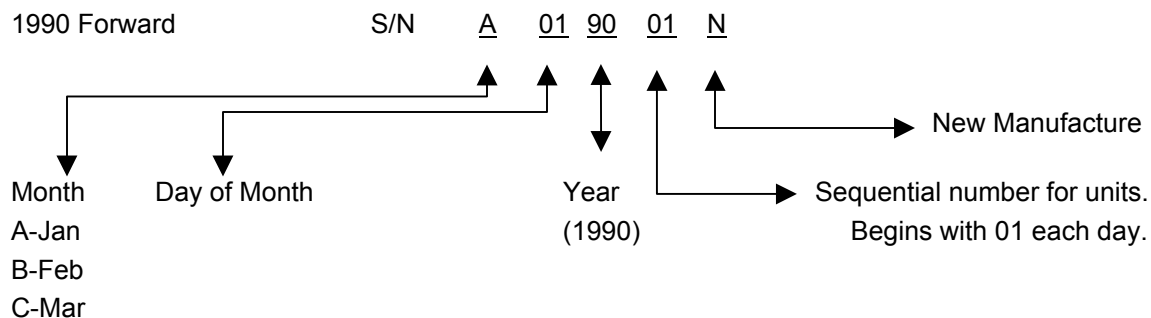 1990 Forward S/N A 01 90 01 N
New Manufacture
Month Day of Month Year Sequential number for units.
A-Jan (1990) Begins with 01 each day.
B-Feb
C-Mar